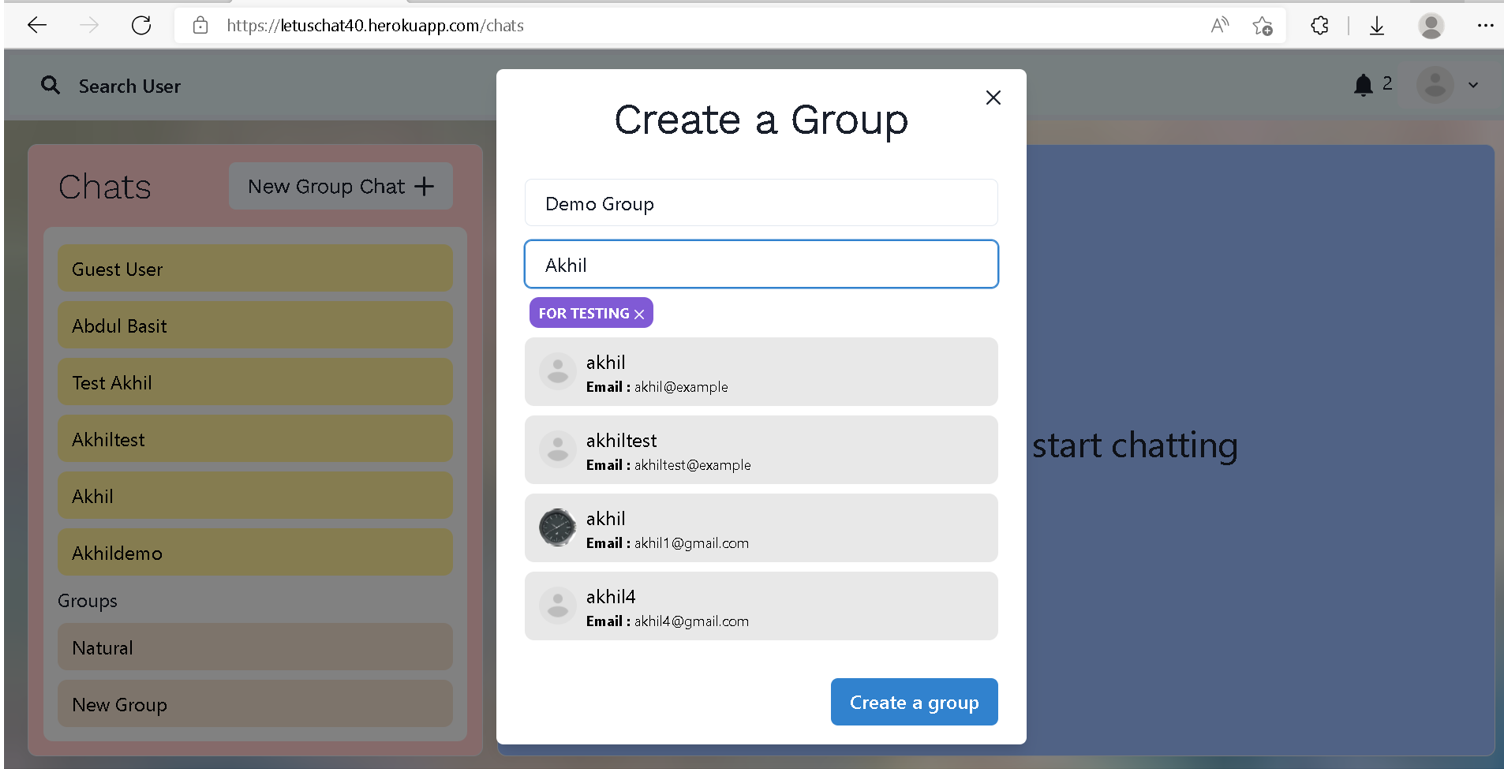 https://letuschat40.herokuapp.com/chats
Search User
2
Chats
New Group Chat +
Guest User
Abdul Basit
Test Akhil
Akhiltest
Akhil
Akhildemo
Groups
Natural
New Group
Create a Group
Demo Group
Akhil
FOR TESTING
akhil
Email : akhil@example
akhiltest
Email : akhiltest@example
akhil
Email : akhil1@gmail.com
akhil4
Email : akhil4@gmail.com
Create a group
start chatting